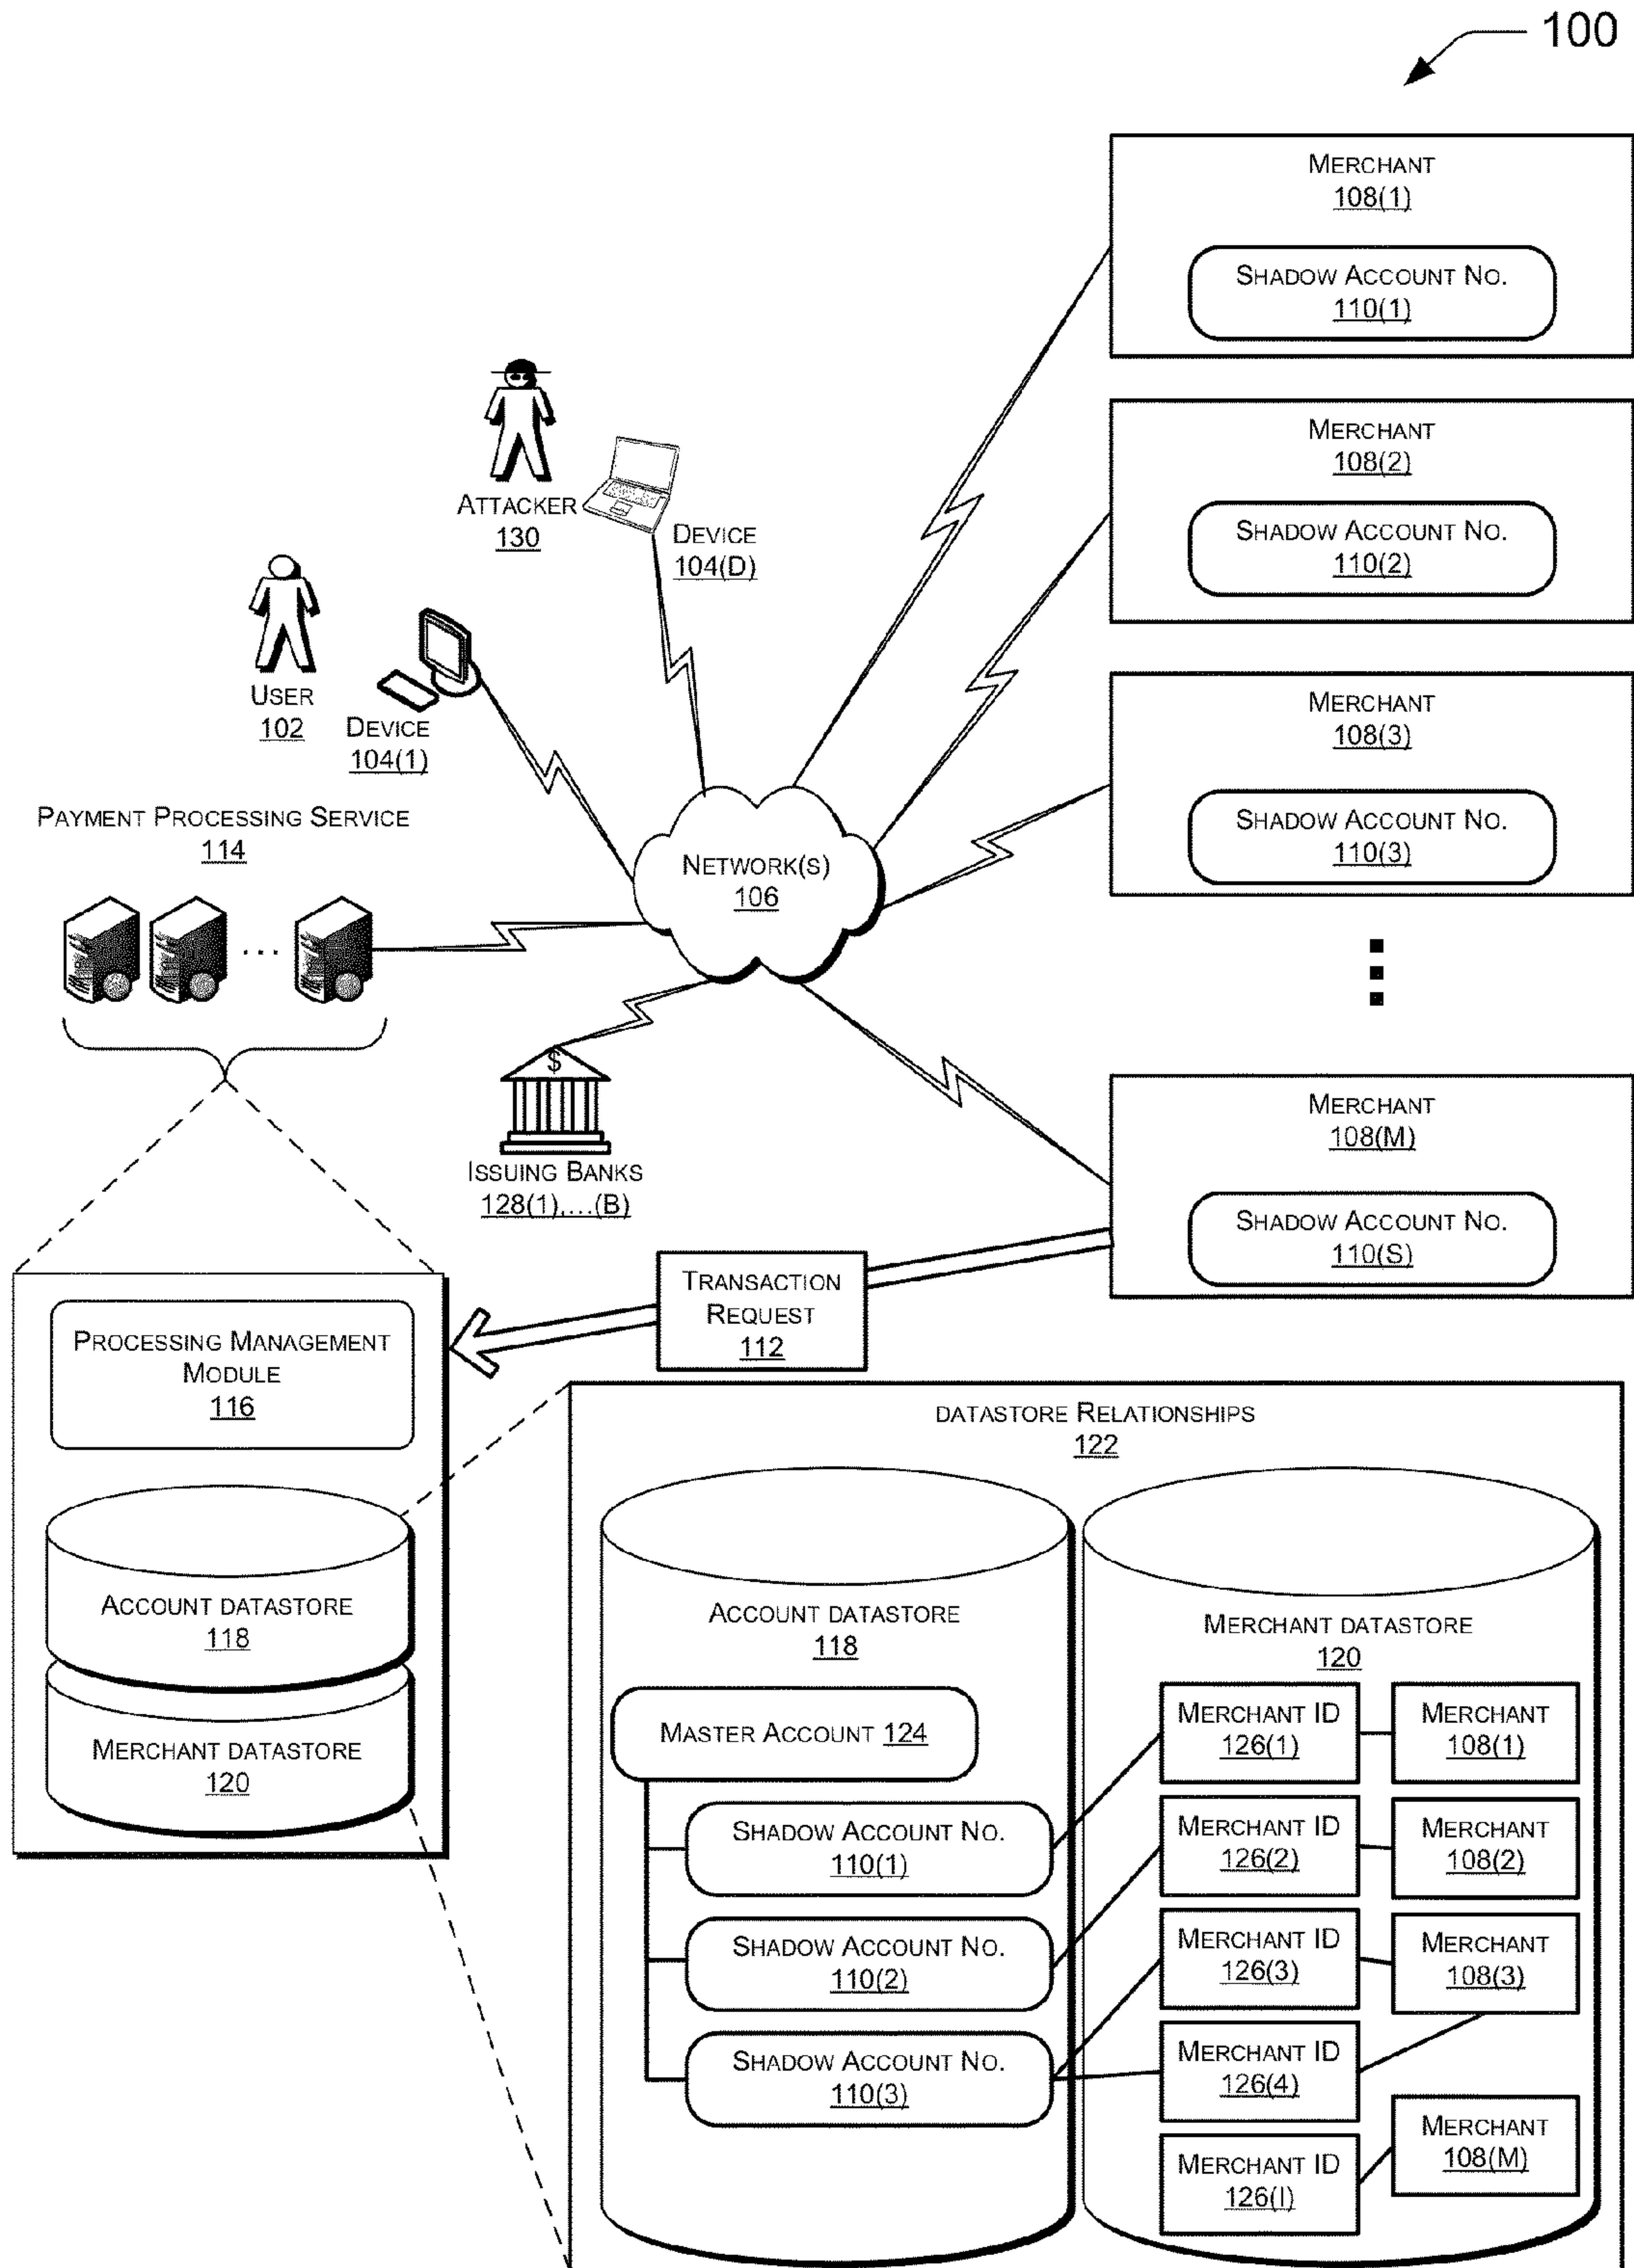 100
MERCHANT
108(1)
SHADOW ACCOUNT NO.
110(1)
MERCHANT
108(2)
SHADOW ACCOUNT NO.
110(2)
MERCHANT
108(3)
SHADOW ACCOUNT NO.
110(3)
ATTACKER
130
DEVICE
104(D)
USER
102
DEVICE
104(1)
PAYMENT PROCESSING SERVICE
114
...
NETWORK(S)
106
$
ISSUING BANKS
128(1),...(B)
MERCHANT
108(M)
SHADOW ACCOUNT NO.
110(S)
TRANSACTION
REQUEST
112
PROCESSING MANAGEMENT
MODULE
116
ACCOUNT DATASTORE
118
MERCHANT DATASTORE
120
DATASTORE RELATIONSHIPS
122
ACCOUNT DATASTORE
118
MASTER ACCOUNT 124
SHADOW ACCOUNT NO.
110(1)
SHADOW ACCOUNT NO.
110(2)
SHADOW ACCOUNT NO.
110(3)
MERCHANT DATASTORE
120
MERCHANT ID
126(1)
MERCHANT
108(1)
MERCHANT ID
126(2)
MERCHANT
108(2)
MERCHANT ID
126(3)
MERCHANT
108(3)
MERCHANT ID
126(4)
MERCHANT ID
126(I)
MERCHANT
108(M)